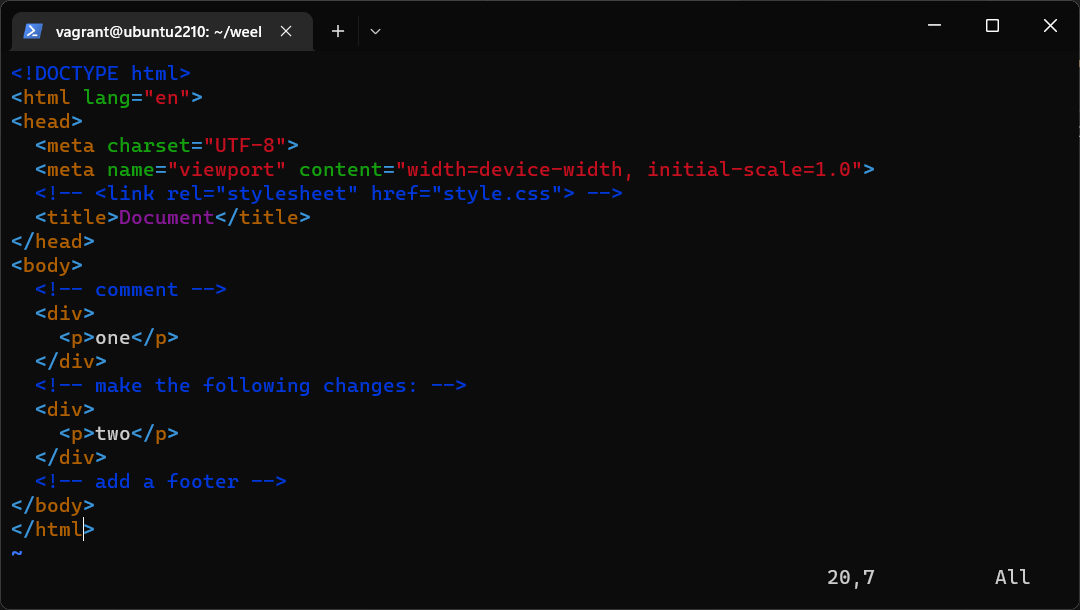 vagrant@ubuntu2210: ~/weel
<!DOCTYPE html>
<html lang="en">
<head>
  <meta charset="UTF-8">
  <meta name="viewport" content="width=device-width, initial-scale=1.0">
  <!-- <link rel="stylesheet" href="style.css"> -->
  <title>Document</title>
</head>
<body>
  <!-- comment -->
  <div>
    <p>one</p>
  </div>
  <!-- make the following changes: -->
  <div>
    <p>two</p>
  </div>
  <!-- add a footer -->
</body>
</html>
~
20,7 All